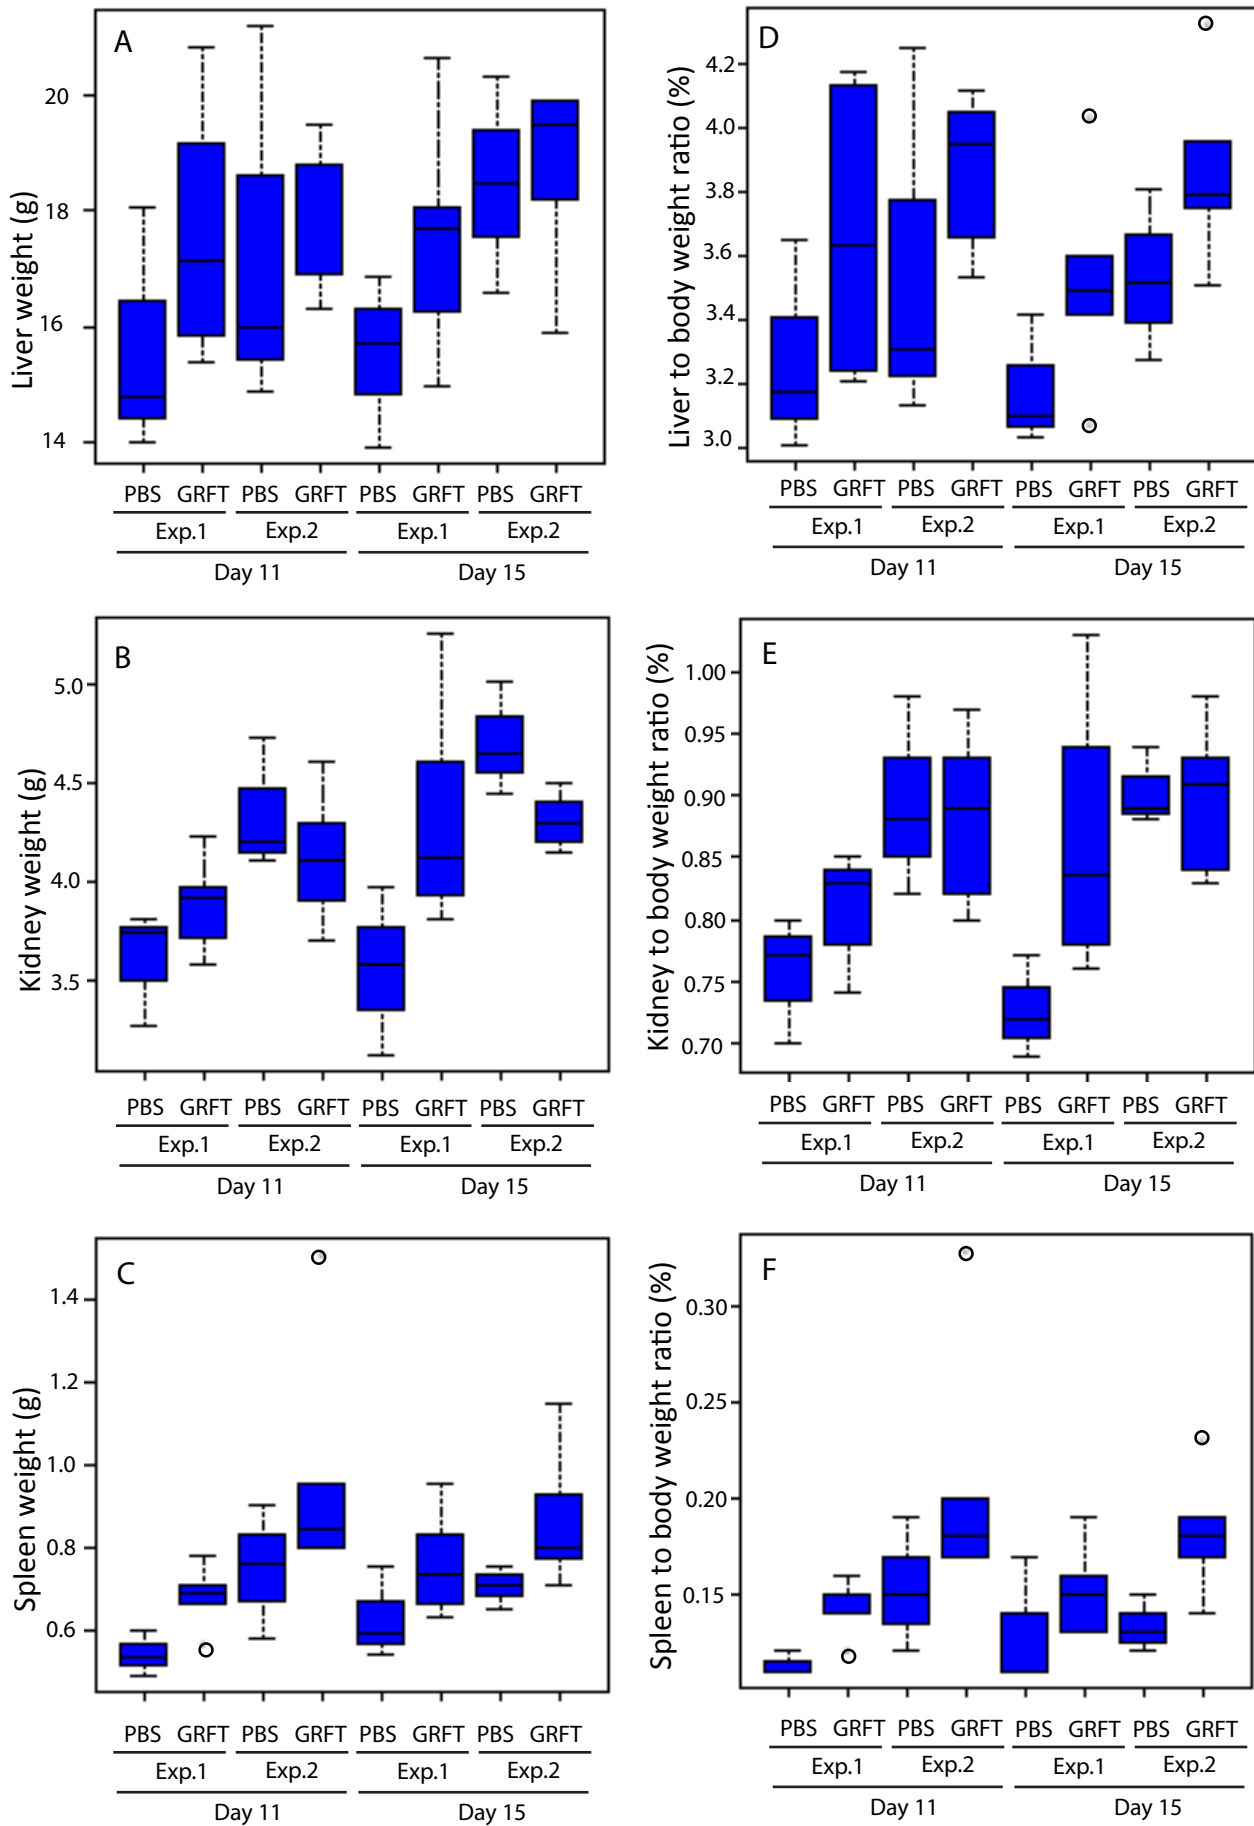 A
Liver weight (g)
20
18
16
14
PBS GRFT PBS GRFT PBS GRFT PBS GRFT
Exp.1 Exp.2 Exp.1 Exp.2
Day 11 Day 15
D
Liver to body weight ratio (%)
4.2
4.0
3.8
3.6
3.4
3.2
3.0
PBS GRFT PBS GRFT PBS GRFT PBS GRFT
Exp.1 Exp.2 Exp.1 Exp.2
Day 11 Day 15
B
Kidney weight (g)
5.0
4.5
4.0
3.5
PBS GRFT PBS GRFT PBS GRFT PBS GRFT
Exp.1 Exp.2 Exp.1 Exp.2
Day 11 Day 15
E
Kidney to body weight ratio (%)
1.00
0.95
0.90
0.85
0.80
0.75
0.70
PBS GRFT PBS GRFT PBS GRFT PBS GRFT
Exp.1 Exp.2 Exp.1 Exp.2
Day 11 Day 15
C
Spleen weight (g)
1.4
1.2
1.0
0.8
0.6
PBS GRFT PBS GRFT PBS GRFT PBS GRFT
Exp.1 Exp.2 Exp.1 Exp.2
Day 11 Day 15
F
Spleen to body weight ratio (%)
0.30
0.25
0.20
0.15
PBS GRFT PBS GRFT PBS GRFT PBS GRFT
Exp.1 Exp.2 Exp.1 Exp.2
Day 11 Day 15